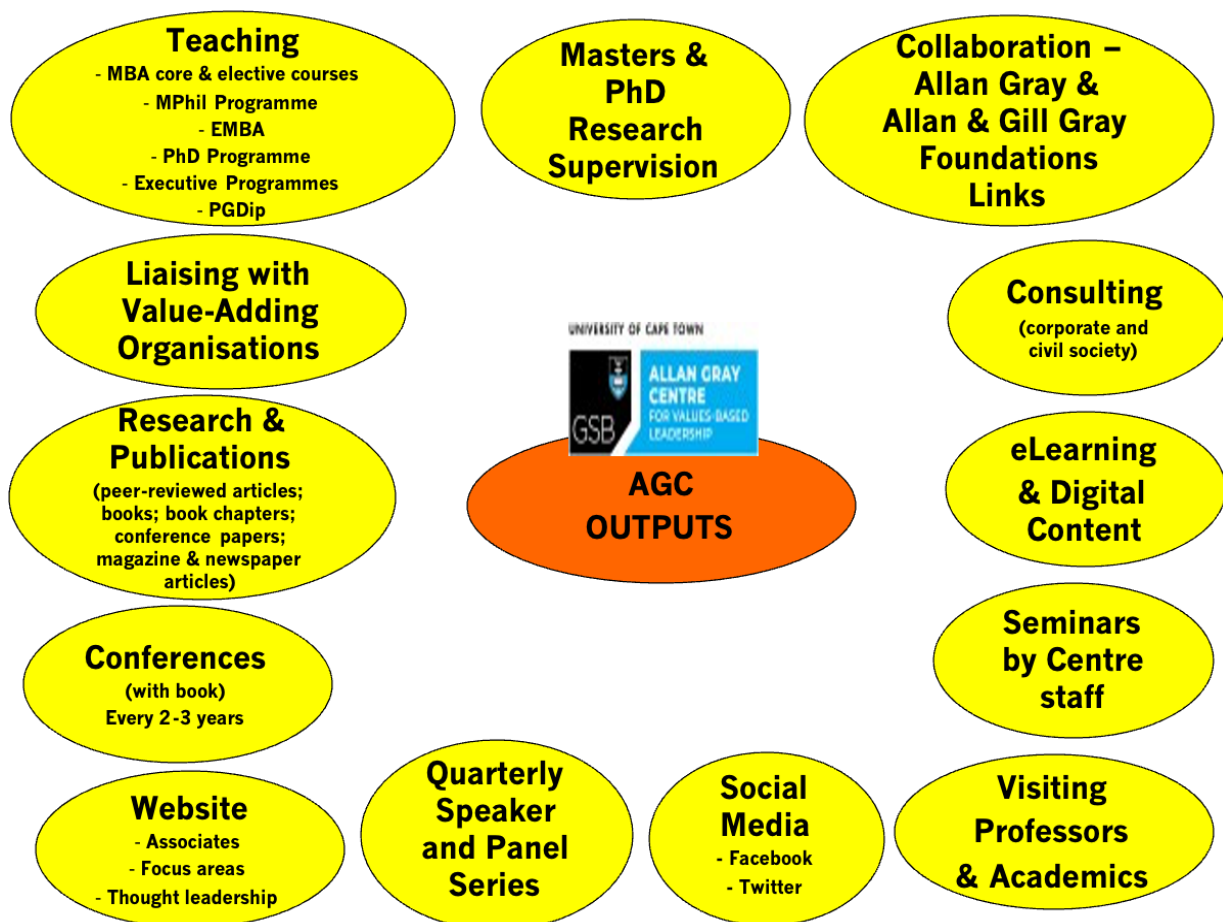 Teaching
- MBA core & elective courses
- MPhil Programme
- EMBA
- PhD Programme
- Executive Programmes
- PGDip
Masters &
PhD
Research
Supervision
Collaboration –
Allan Gray &
Allan & Gill Gray
Foundations
Links
Liaising with
Value-Adding
Organisations
UNIVERSITY OF CAPE TOWN
GSB
ALLAN GRAY
CENTRE
FOR VALUES-BASED
LEADERSHIP
AGC
OUTPUTS
Consulting
(corporate and
civil society)
Research &
Publications
(peer-reviewed articles;
books; book chapters;
conference papers;
magazine & newspaper
articles)
eLearning
& Digital
Content
Conferences
(with book)
Every 2-3 years
Seminars
by Centre
staff
Website
- Associates
- Focus areas
- Thought leadership
Quarterly
Speaker
and Panel
Series
Social
Media
- Facebook
- Twitter
Visiting
Professors
& Academics